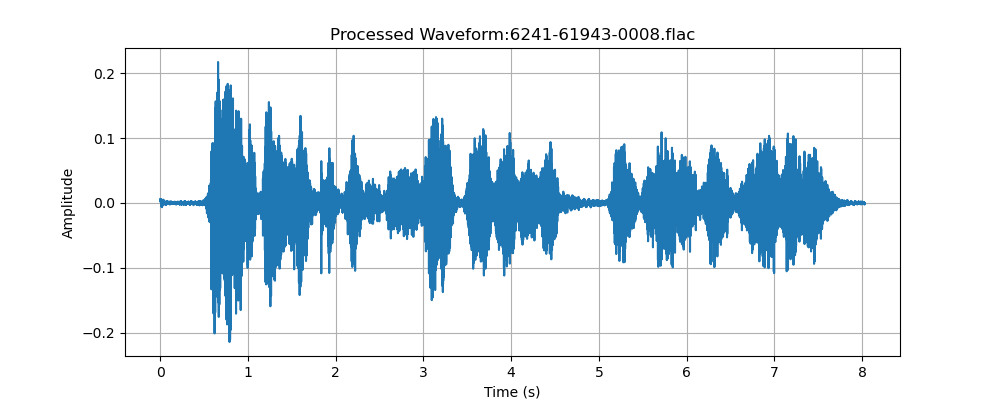 Processed Waveform:6241-61943-0008.flac
0.2
0.1
0.0
−0.1
−0.2
Amplitude
0 1 2 3 4 5 6 7 8
Time (s)